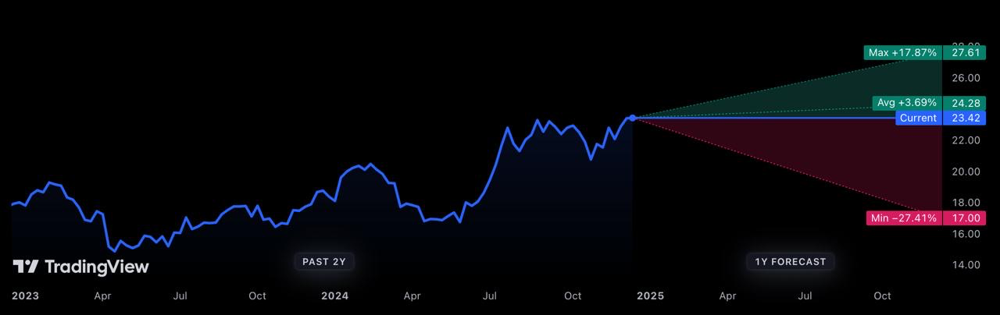 28.00
Max +17.87% 27.61
26.00
Avg +3.69% 24.28
Current 23.42
22.00
20.00
18.00
Min −27.41% 17.00
16.00
PAST 2Y 1Y FORECAST
TradingView 14.00
2023 Apr Jul Oct 2024 Apr Jul Oct 2025 Apr Jul Oct